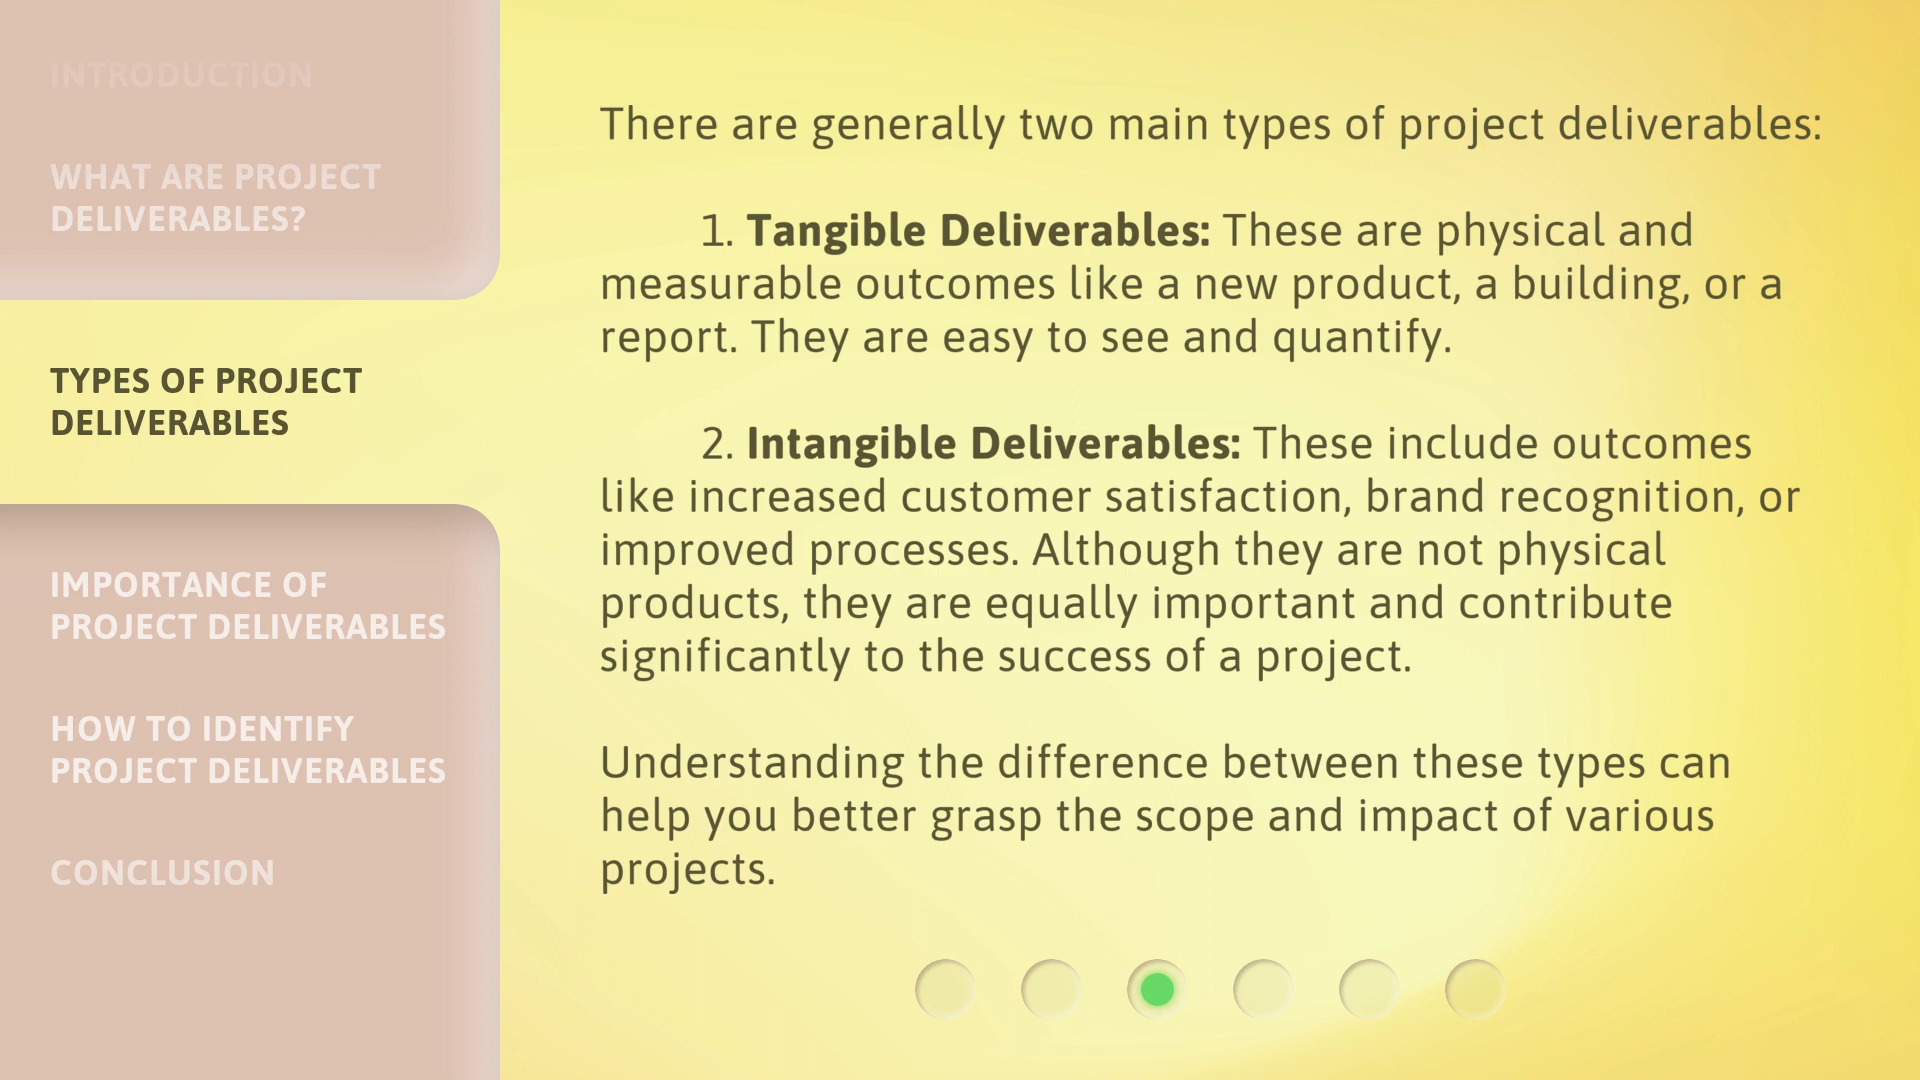 INTRODUCTION
WHAT ARE PROJECT
DELIVERABLES?
TYPES OF PROJECT
DELIVERABLES
IMPORTANCE OF
PROJECT DELIVERABLES
HOW TO IDENTIFY
PROJECT DELIVERABLES
CONCLUSION
There are generally two main types of project deliverables:
1. Tangible Deliverables: These are physical and
measurable outcomes like a new product, a building, or a
report. They are easy to see and quantify.
2. Intangible Deliverables: These include outcomes
like increased customer satisfaction, brand recognition, or
improved processes. Although they are not physical
products, they are equally important and contribute
significantly to the success of a project.
Understanding the difference between these types can
help you better grasp the scope and impact of various
projects.